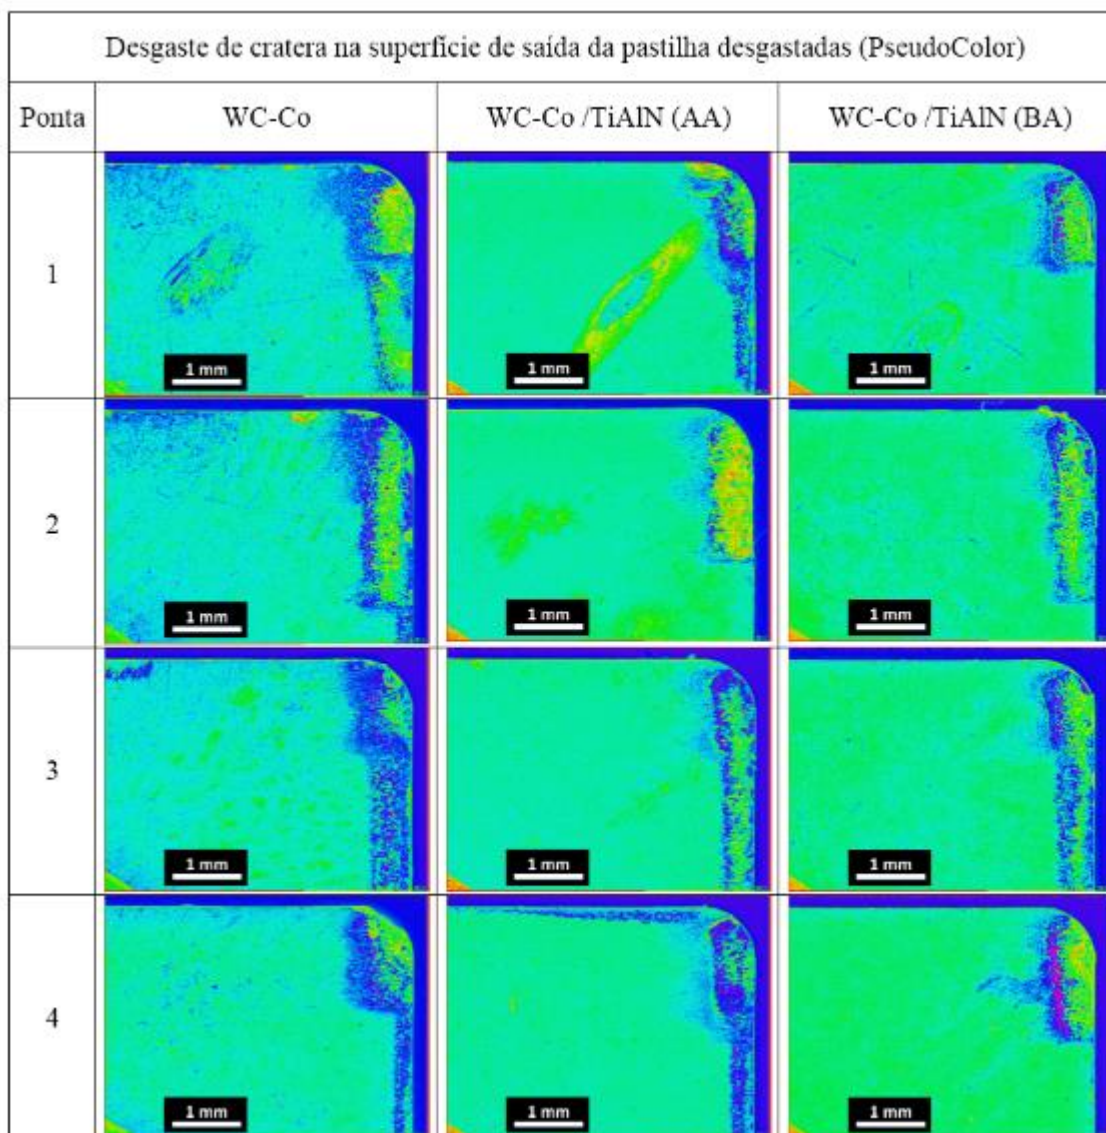 Desgaste de cratera na superfície de saída da pastilha desgastadas (PseudoColor)
Ponta WC-Co WC-Co /TiAlN (AA) WC-Co /TiAlN (BA)
1
1 mm 1 mm 1 mm
2
1 mm 1 mm 1 mm
3
1 mm 1 mm 1 mm
4
1 mm 1 mm 1 mm